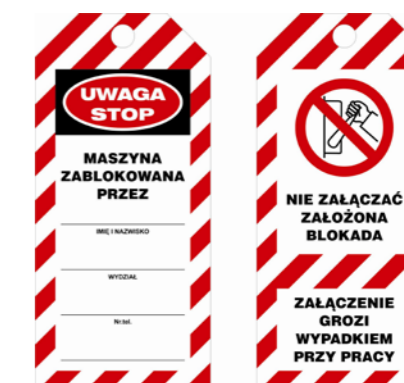 UWAGA
STOP
MASZYNA
ZABLOKOWANA
PRZEZ
IMIĘ I NAZWISKO
WYDZIAŁ
Nr.tel.
NIE ZAŁĄCZAĆ
ZAŁOŻONA
BLOKADA
ZAŁĄCZENIE
GROZI
WYPADKIEM
PRZY PRACY